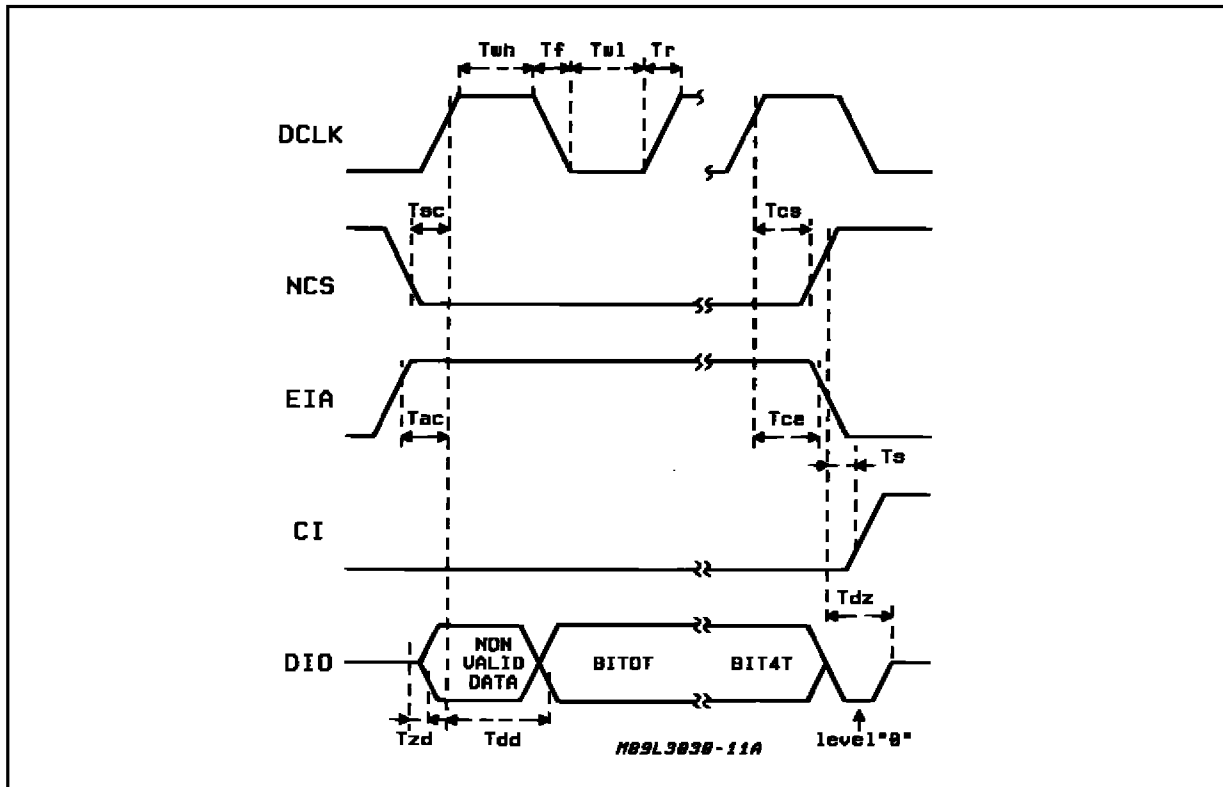 Twh Tf Twl Tr
DCLK
Tsc Tcs
NCS
EIA
Tac Tce
Ts
CI
Tdz
DIO
NON
VALID
DATA
BIT0T BIT4T
Tzd Tdd level"0"
M89L3030-11A